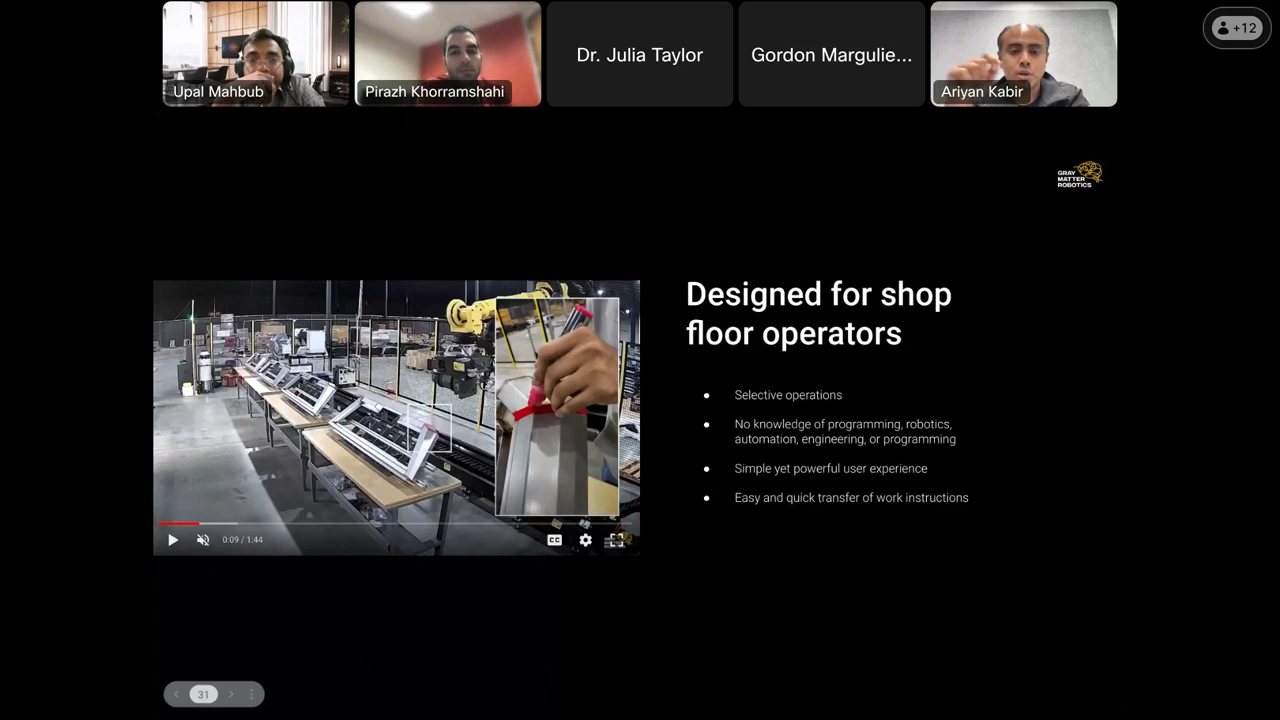 Upal Mahbub
Pirazh Khorramshahi
Dr. Julia Taylor
Gordon Margulie...
Ariyan Kabir
+12
GRAY
MATTER
ROBOTICS
Designed for shop
floor operators
Selective operations
No knowledge of programming, robotics,
automation, engineering, or programming
Simple yet powerful user experience
Easy and quick transfer of work instructions
0:09 / 1:44
CC
31